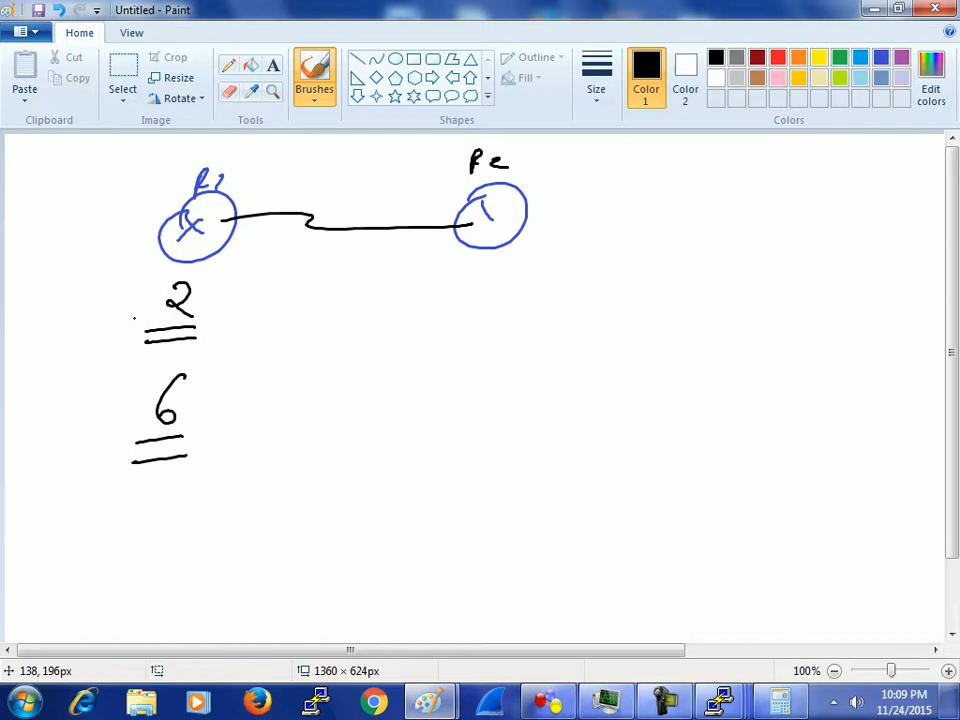 Untitled - Paint
Home
View
Paste
Cut
Copy
Clipboard
Select
Crop
Resize
Rotate
Image
Tools
Brushes
A
Shapes
Outline
Fill
Size
Color 1
Color 2
Edit colors
Colors
R2
2
6
138, 196px
1360 × 624px
100%
10:09 PM
11/24/2015